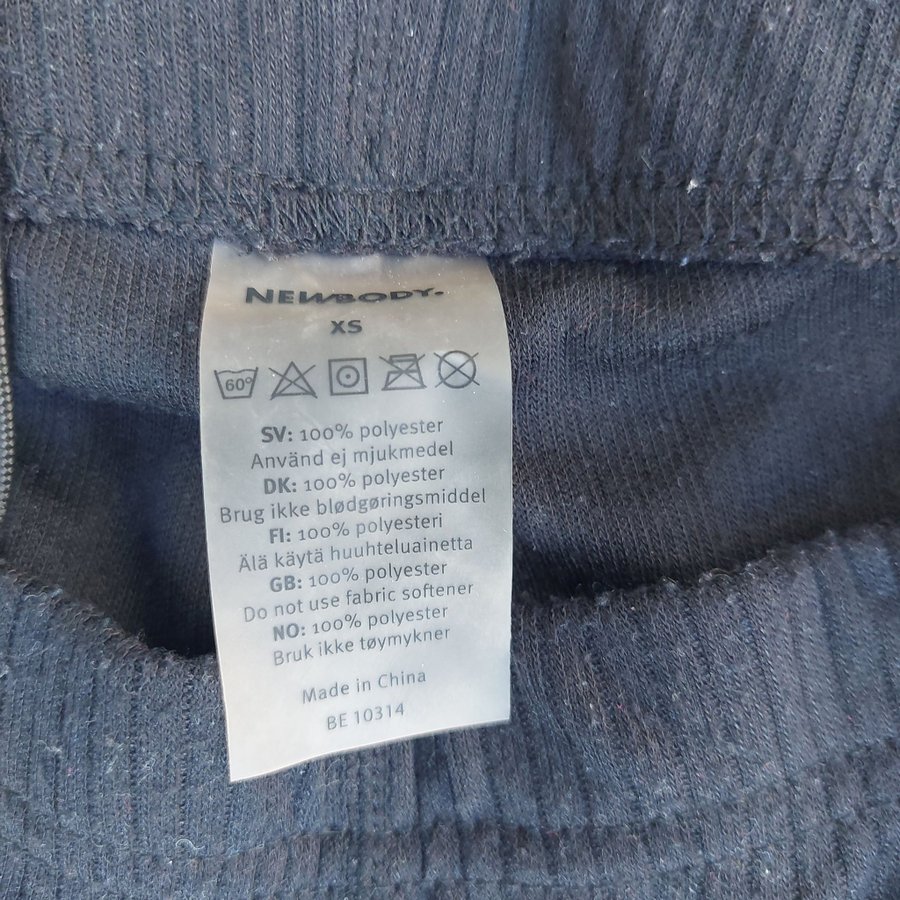 NEWBODY.
XS
60°
SV: 100% polyester
Använd ej mjukmedel
DK: 100% polyester
Brug ikke blødgøringsmiddel
FI: 100% polyesteri
Älä käytä huuhteluainetta
GB: 100% polyester
Do not use fabric softener
NO: 100% polyester
Bruk ikke tøymykner
Made in China
BE 10314